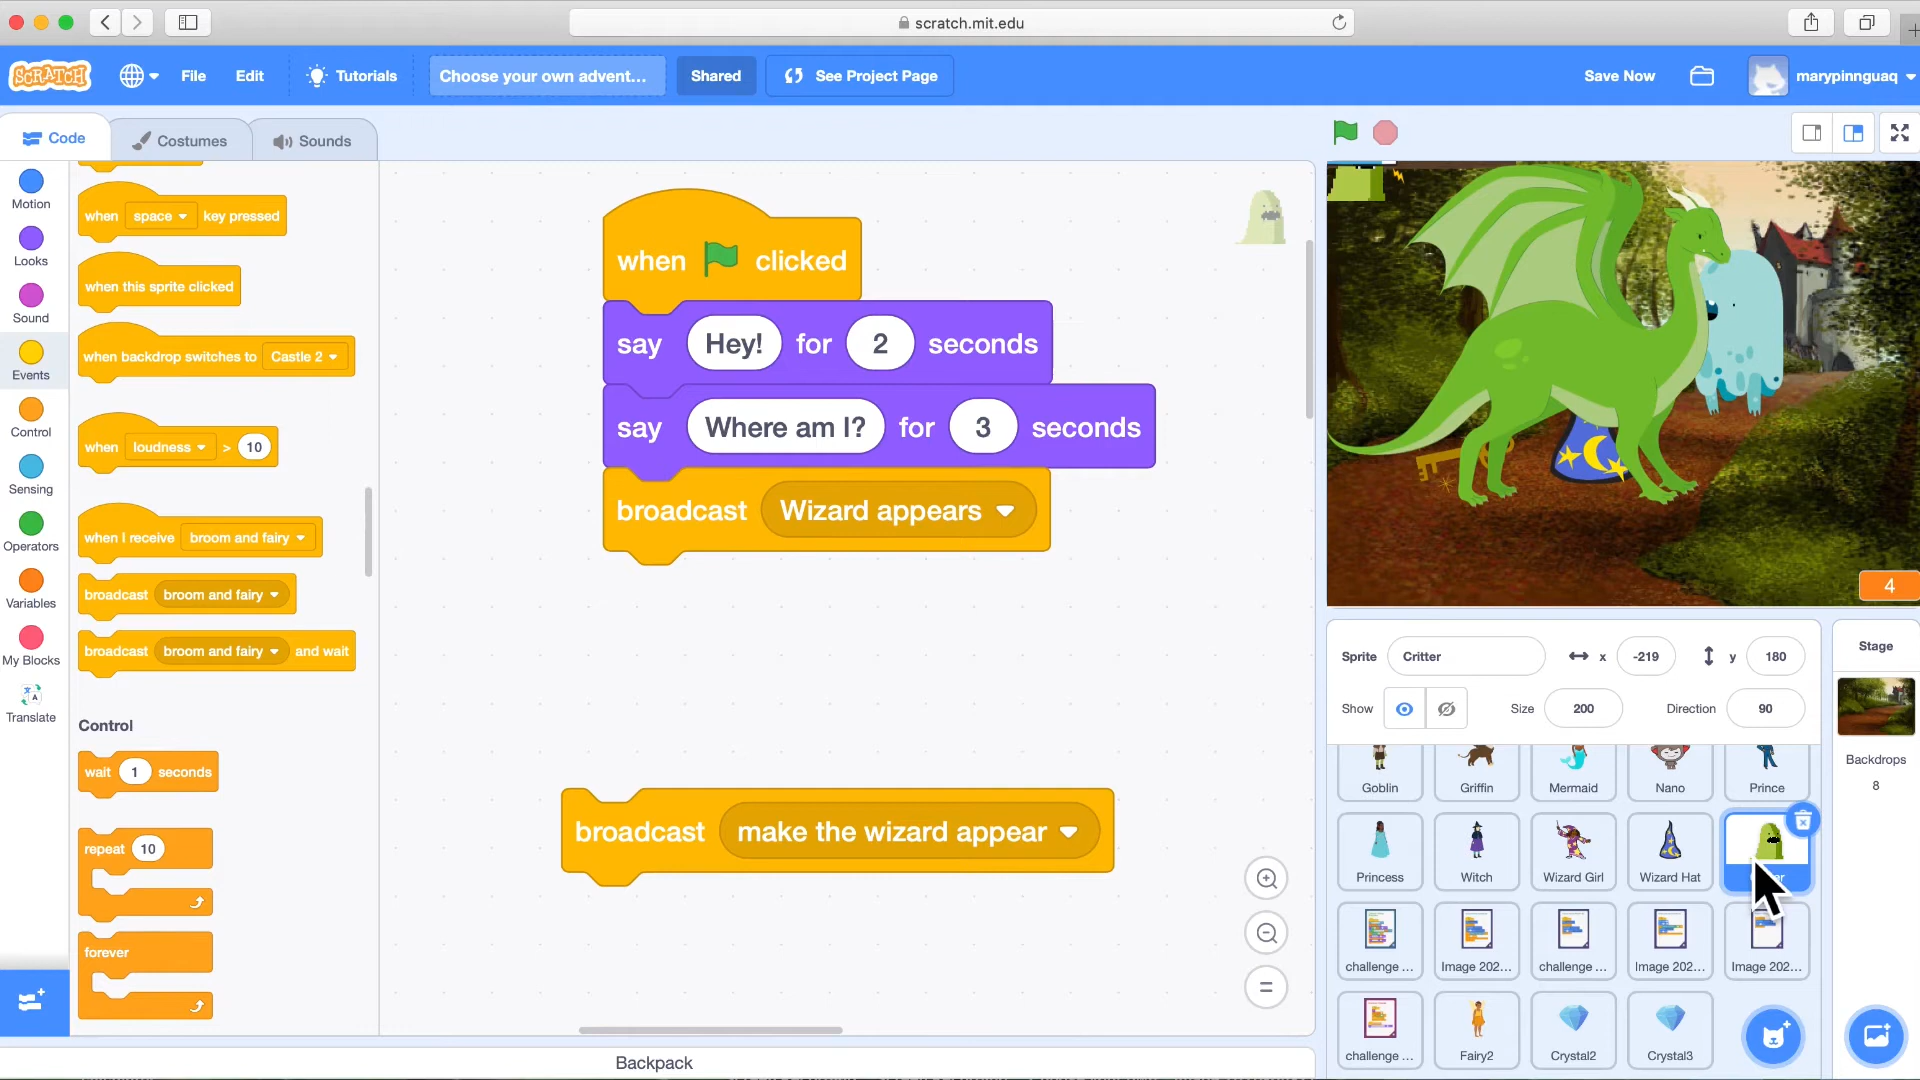 scratch.mit.edu
SCRATCH
File
Edit
Tutorials
Choose your own advent...
Shared
See Project Page
Save Now
marypinnguaq
Code
Costumes
Sounds
Motion
Looks
Sound
Events
Control
Sensing
Operators
Variables
My Blocks
Translate
when space key pressed
when this sprite clicked
when backdrop switches to Castle 2
when loudness > 10
when I receive broom and fairy
broadcast broom and fairy
broadcast broom and fairy and wait
Control
wait 1 seconds
repeat 10
forever
when clicked
say Hey! for 2 seconds
say Where am I? for 3 seconds
broadcast Wizard appears
broadcast make the wizard appear
Backpack
4
Sprite Critter x -219 y 180
Show Size 200 Direction 90
Goblin Griffin Mermaid Nano Prince
Princess Witch Wizard Girl Wizard Hat
challenge ... Image 202... challenge ... Image 202... Image 202...
challenge ... Fairy2 Crystal2 Crystal3
Stage
Backdrops
8